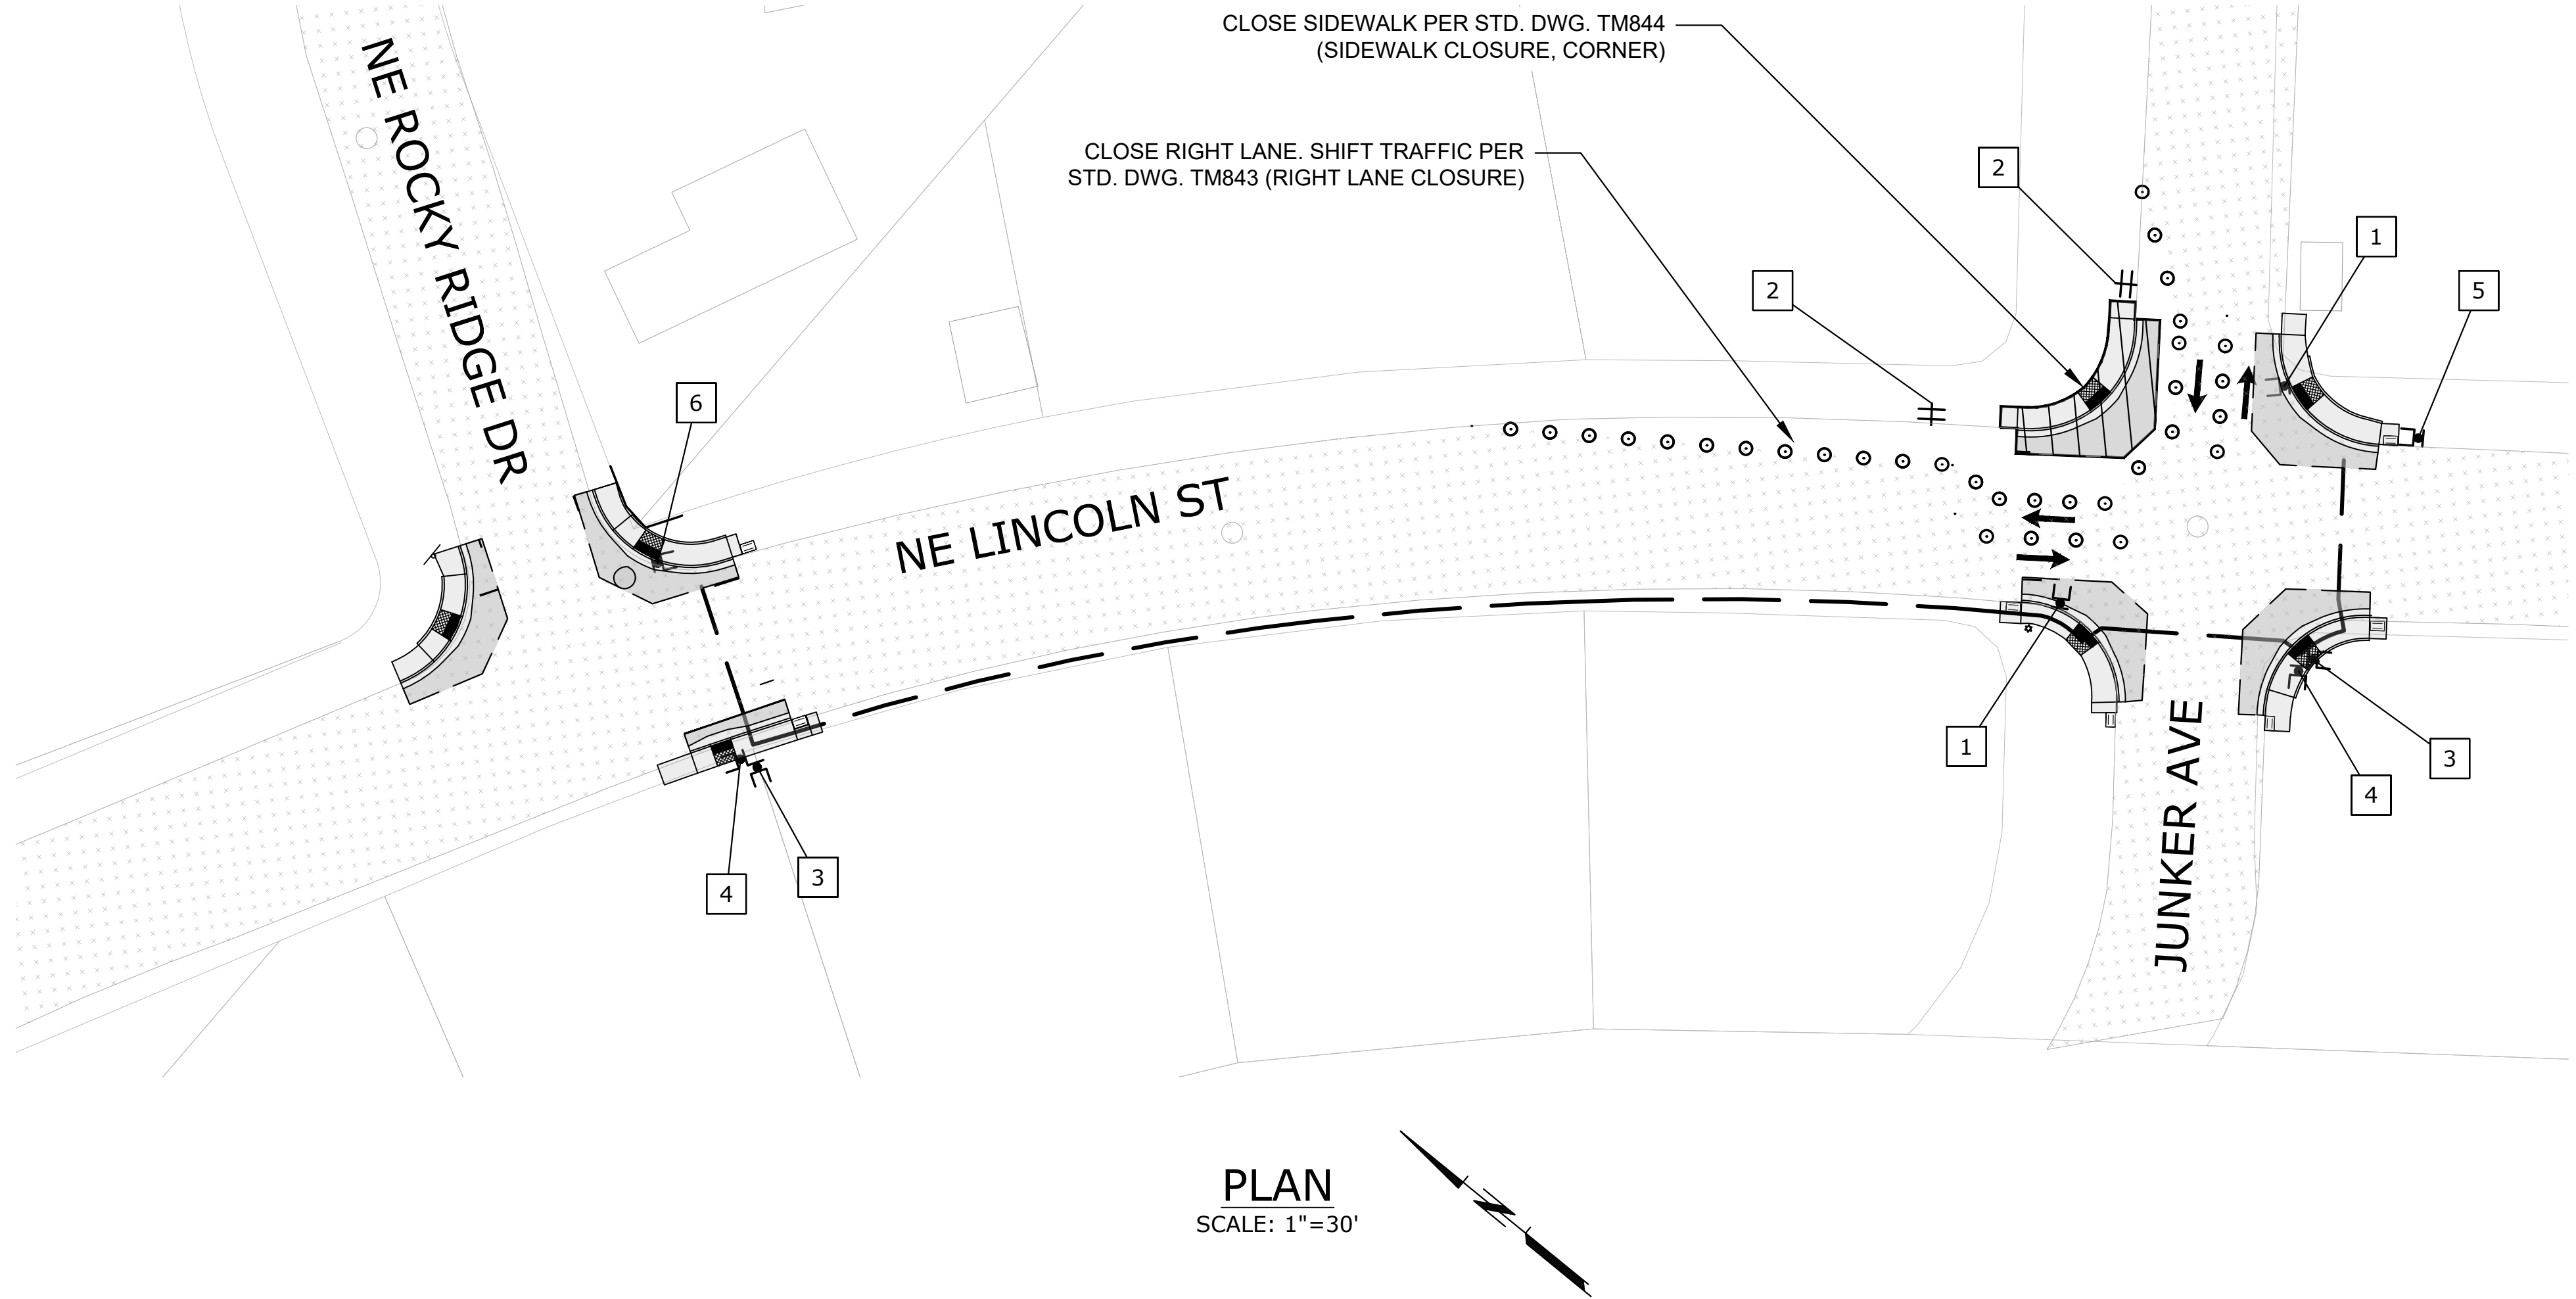 CLOSE SIDEWALK PER STD. DWG. TM844
(SIDEWALK CLOSURE, CORNER)
CLOSE RIGHT LANE. SHIFT TRAFFIC PER
STD. DWG. TM843 (RIGHT LANE CLOSURE)
NE ROCKY RIDGE DR
2
1
2
5
6
NE LINCOLN ST
1
3
4
3
4
JUNKER AVE
PLAN
SCALE: 1"=30'
N